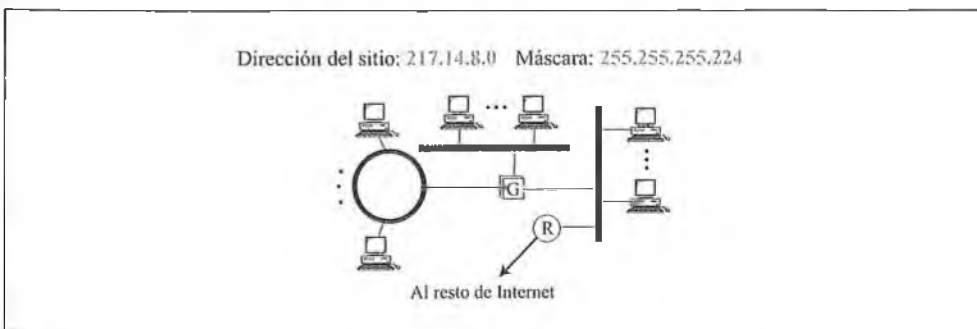 Dirección del sitio: 217.14.8.0 Máscara: 255.255.255.224
G
R
Al resto de Internet